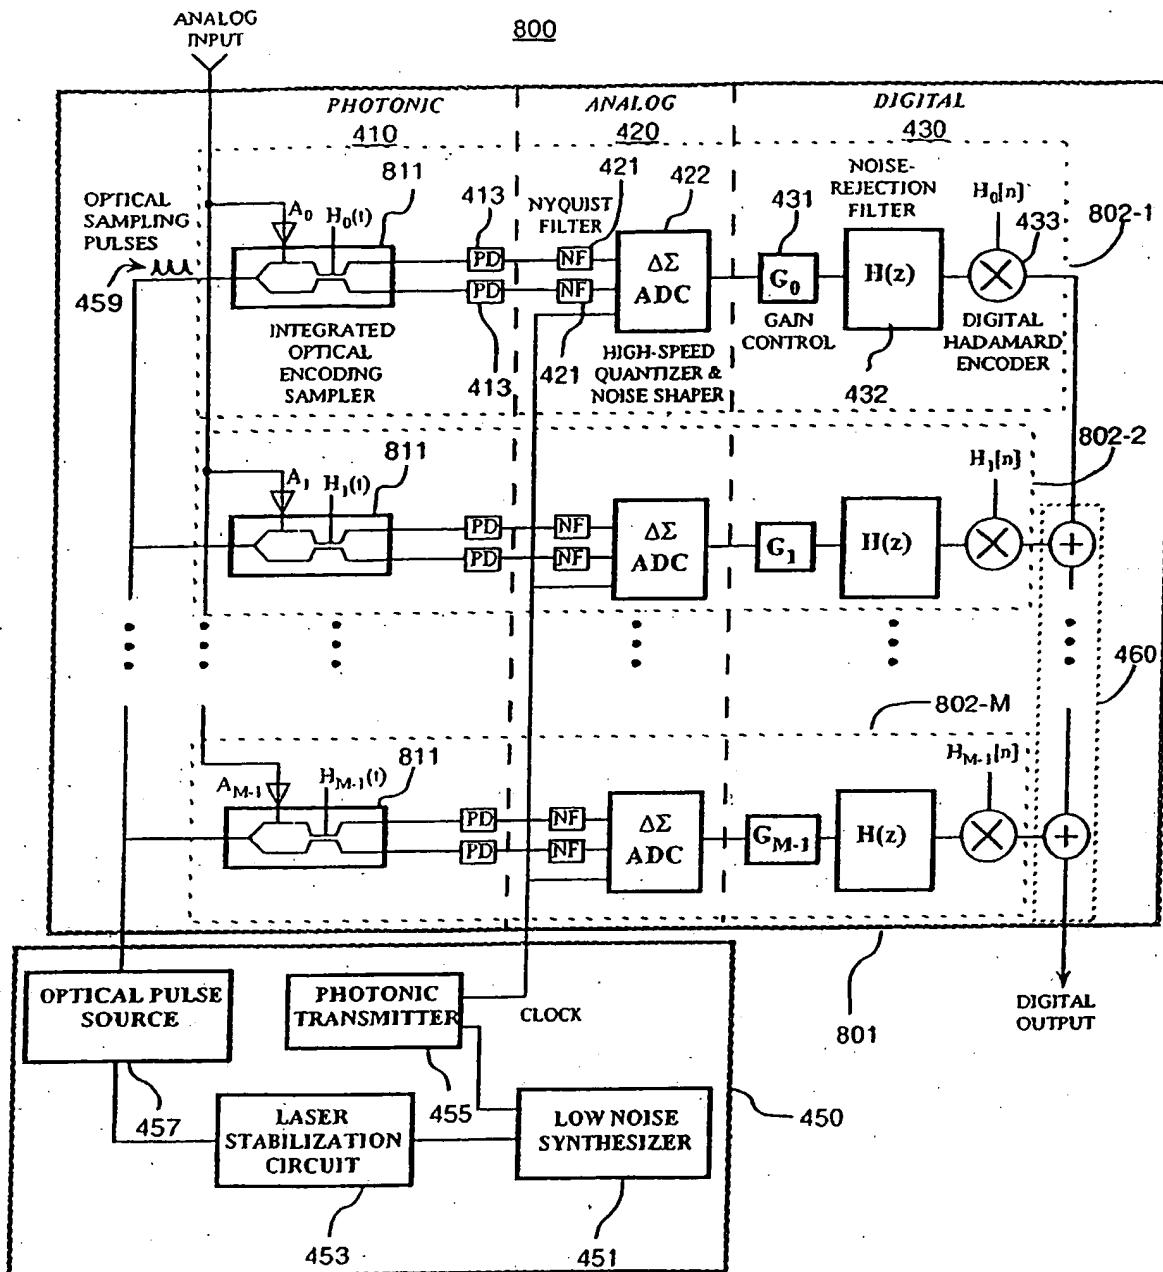 ANALOG
INPUT
800
PHOTONIC
410
ANALOG
420
DIGITAL
430
811
OPTICAL
SAMPLING
PULSES
459
A0
H0(t)
413
PD
PD
413
NYQUIST
FILTER
421
NF
NF
421
422
ΔΣ
ADC
HIGH-SPEED
QUANTIZER &
NOISE SHAPER
431
G0
GAIN
CONTROL
NOISE-
REJECTION
FILTER
H(z)
432
H0[n]
433
DIGITAL
HADAMARD
ENCODER
802-1
INTEGRATED
OPTICAL
ENCODING
SAMPLER
811
A1
H1(t)
PD
PD
NF
NF
ΔΣ
ADC
G1
H(z)
H1[n]
802-2
+
460
802-M
811
AM-1
HM-1(t)
PD
PD
NF
NF
ΔΣ
ADC
GM-1
H(z)
HM-1[n]
+
801
DIGITAL
OUTPUT
OPTICAL PULSE
SOURCE
457
PHOTONIC
TRANSMITTER
455
CLOCK
LASER
STABILIZATION
CIRCUIT
453
LOW NOISE
SYNTHESIZER
451
450